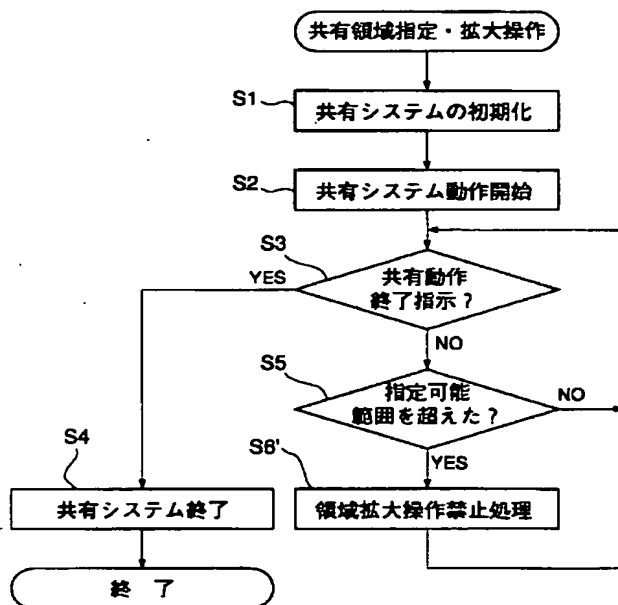 共有領域指定・拡大操作
S1
共有システムの初期化
S2
共有システム動作開始
S3
YES
共有動作
終了指示？
NO
S5
指定可能
範囲を超えた？
NO
YES
S4
共有システム終了
S6'
領域拡大操作禁止処理
終 了